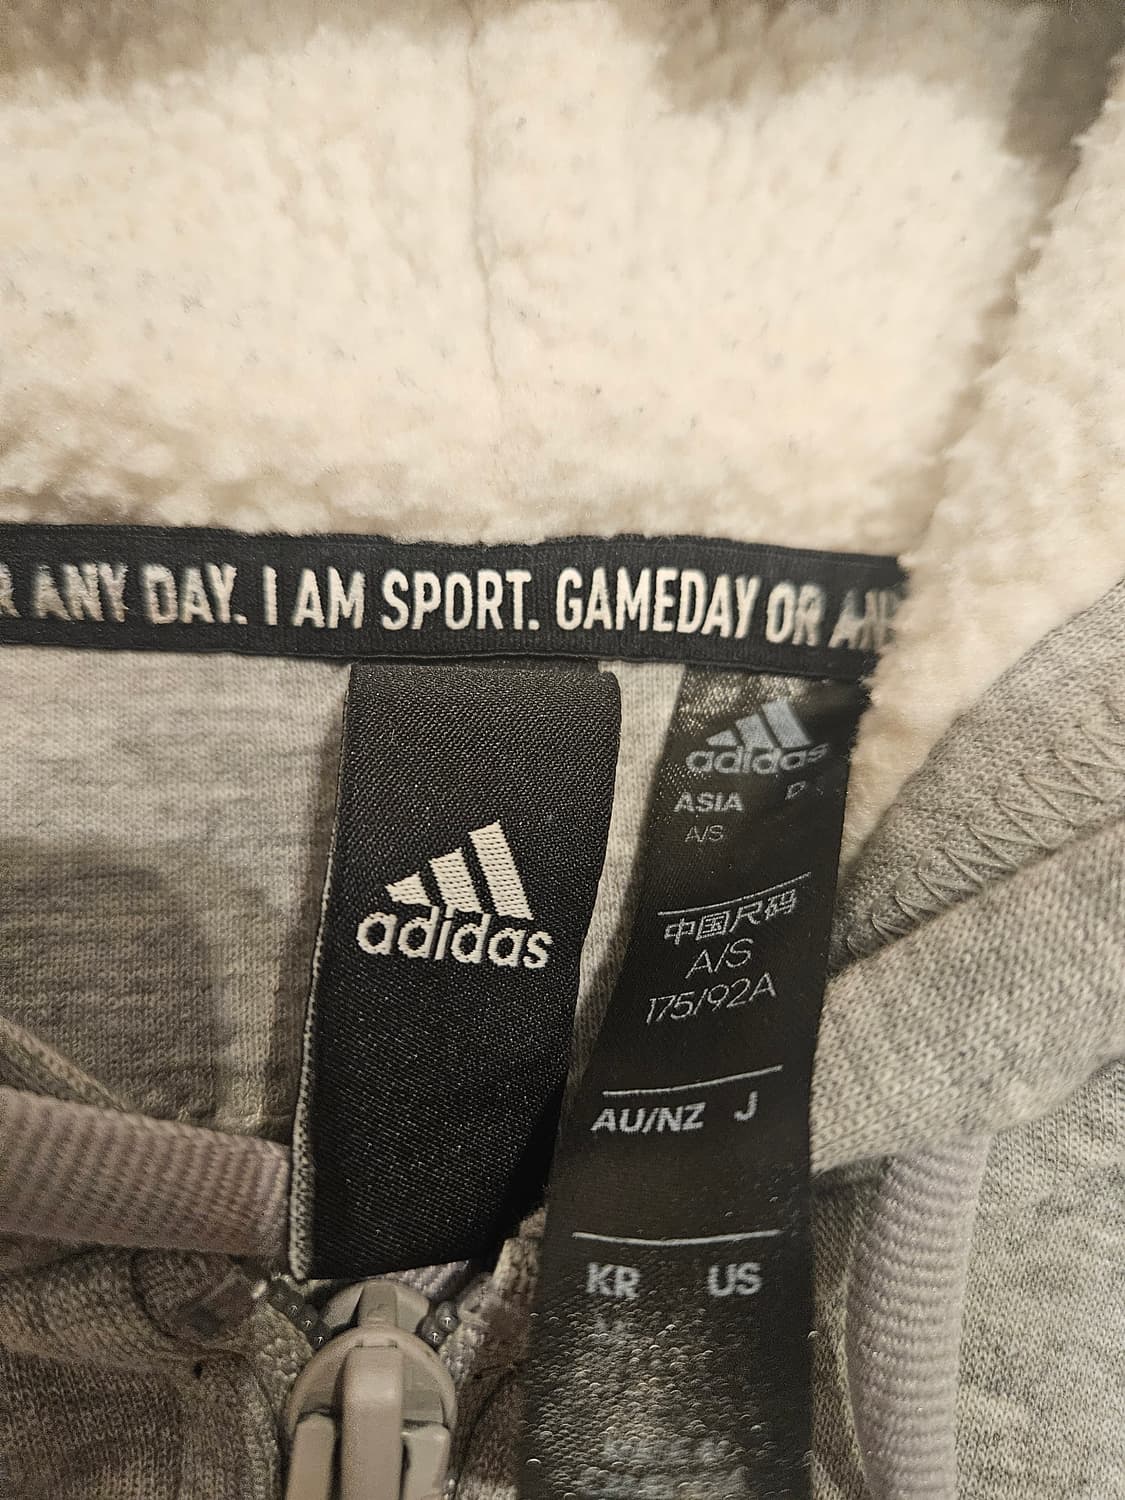 ANY DAY. I AM SPORT. GAMEDAY OR
adidas
adidas
ASIA D
A/S
中国尺码
A/S
175/92A
AU/NZ J
KR US